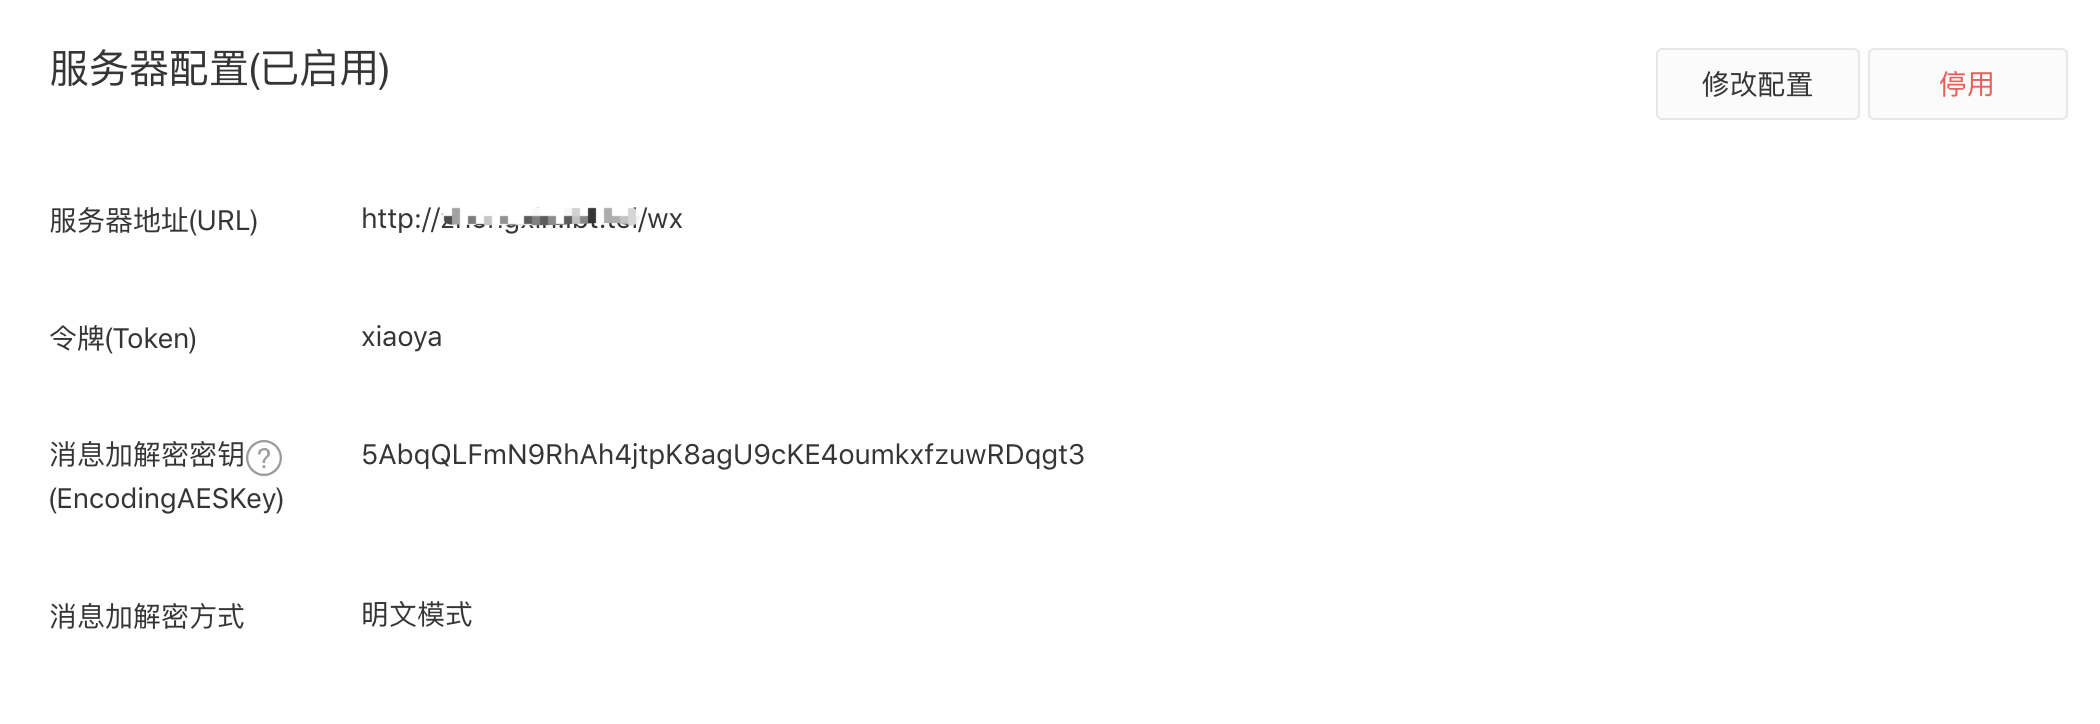 服务器配置(已启用)
修改配置
停用
服务器地址(URL)
http:// /wx
令牌(Token)
xiaoya
消息加解密密钥?
(EncodingAESKey)
5AbqQLFmN9RhAh4jtpK8agU9cKE4oumkxfzuwRDqgt3
消息加解密方式
明文模式